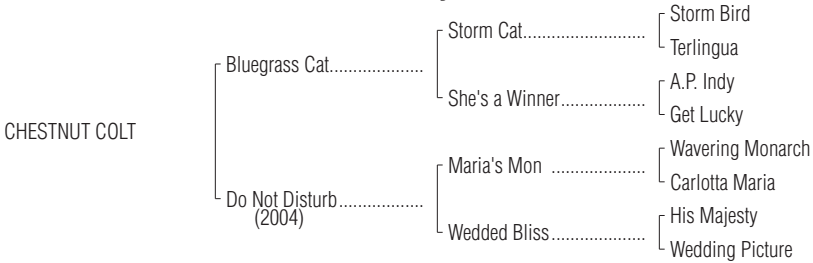 Storm Bird
Storm Cat..........................
Terlingua
Bluegrass Cat....................
A.P. Indy
She's a Winner..................
Get Lucky
CHESTNUT COLT
Wavering Monarch
Maria's Mon ....................
Carlotta Maria
Do Not Disturb..................
(2004)
His Majesty
Wedded Bliss....................
Wedding Picture